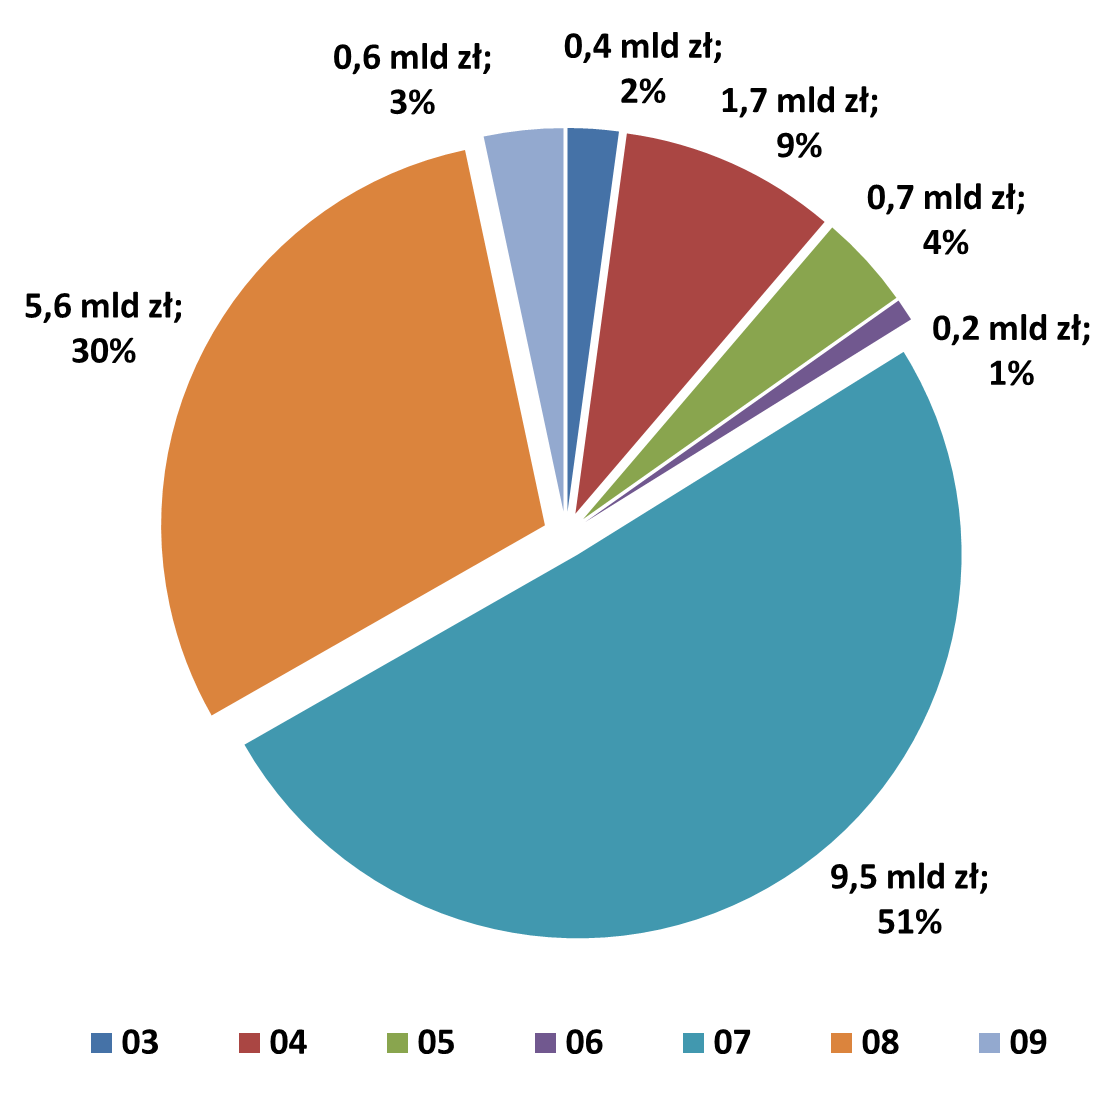 0,6 mld zł;
3%
0,4 mld zł;
2%
1,7 mld zł;
9%
0,7 mld zł;
4%
0,2 mld zł;
1%
5,6 mld zł;
30%
9,5 mld zł;
51%
03 04 05 06 07 08 09